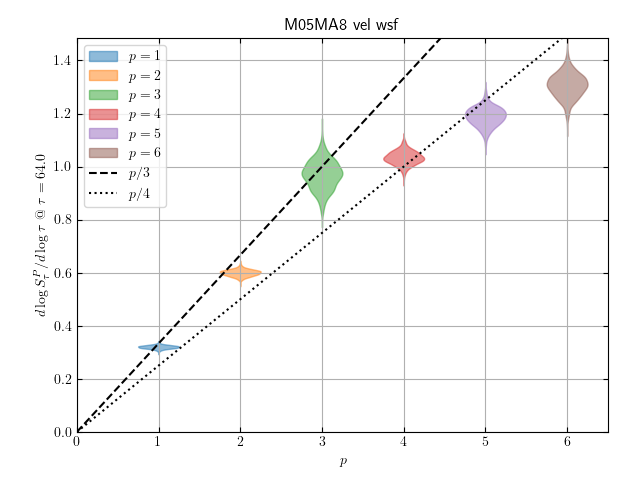 M05MA8 vel wsf
1.4
1.2
1.0
0.8
0.6
0.4
0.2
0.0
d log S_τ^P / d log τ @ τ = 64.0
p = 1
p = 2
p = 3
p = 4
p = 5
p = 6
p/3
p/4
0 1 2 3 4 5 6
p